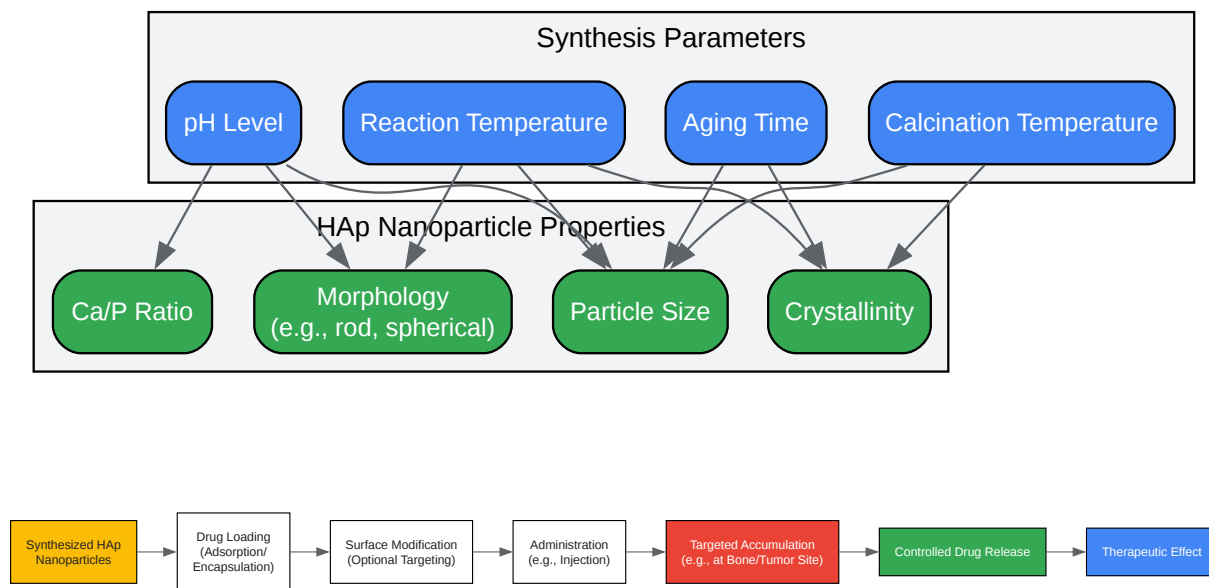 Synthesis Parameters
pH Level
Reaction Temperature
Aging Time
Calcination Temperature
HAp Nanoparticle Properties
Ca/P Ratio
Morphology
(e.g., rod, spherical)
Particle Size
Crystallinity
Synthesized HAp
Nanoparticles
Drug Loading
(Adsorption/
Encapsulation)
Surface Modification
(Optional Targeting)
Administration
(e.g., Injection)
Targeted Accumulation
(e.g., at Bone/Tumor Site)
Controlled Drug Release
Therapeutic Effect